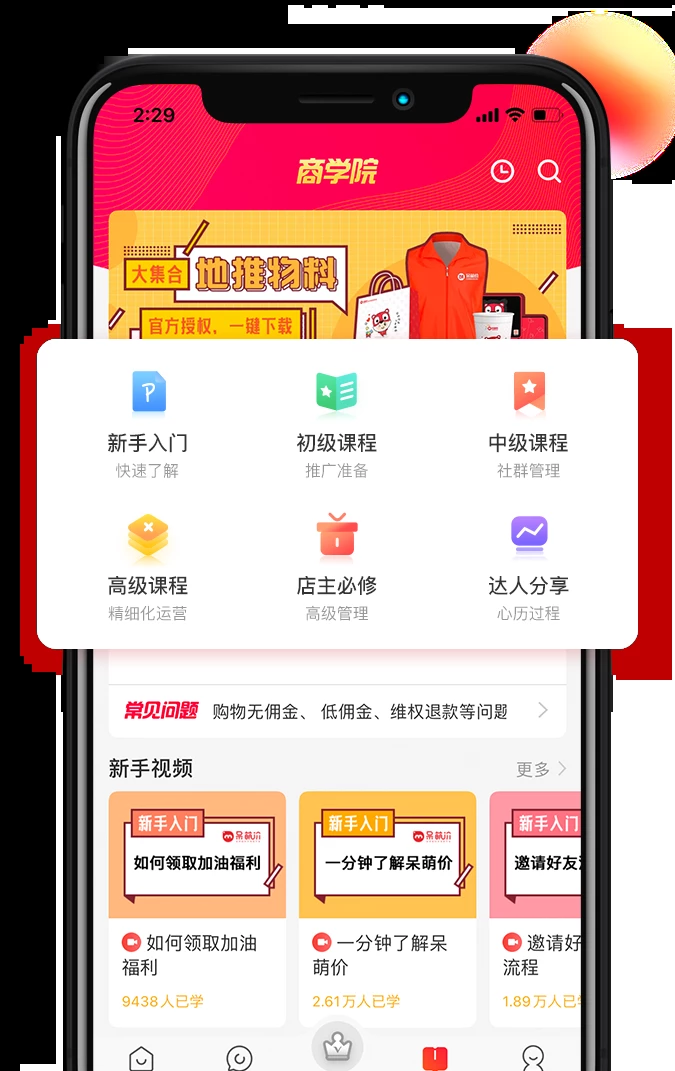 2:29
商学院
大集合
地推物料
官方授权，一键下载
新手入门
初级课程
中级课程
快速了解
推广准备
社群管理
高级课程
店主必修
达人分享
精细化运营
高级管理
心历过程
常见问题 购物无佣金、 低佣金、维权退款等问题
新手视频
更多
新手入门
呆萌价
如何领取加油福利
新手入门
呆萌价
一分钟了解呆萌价
新手入门
邀请好友
如何领取加油
福利
9438人已学
一分钟了解呆
萌价
2.61万人已学
邀请好
流程
1.89万人已